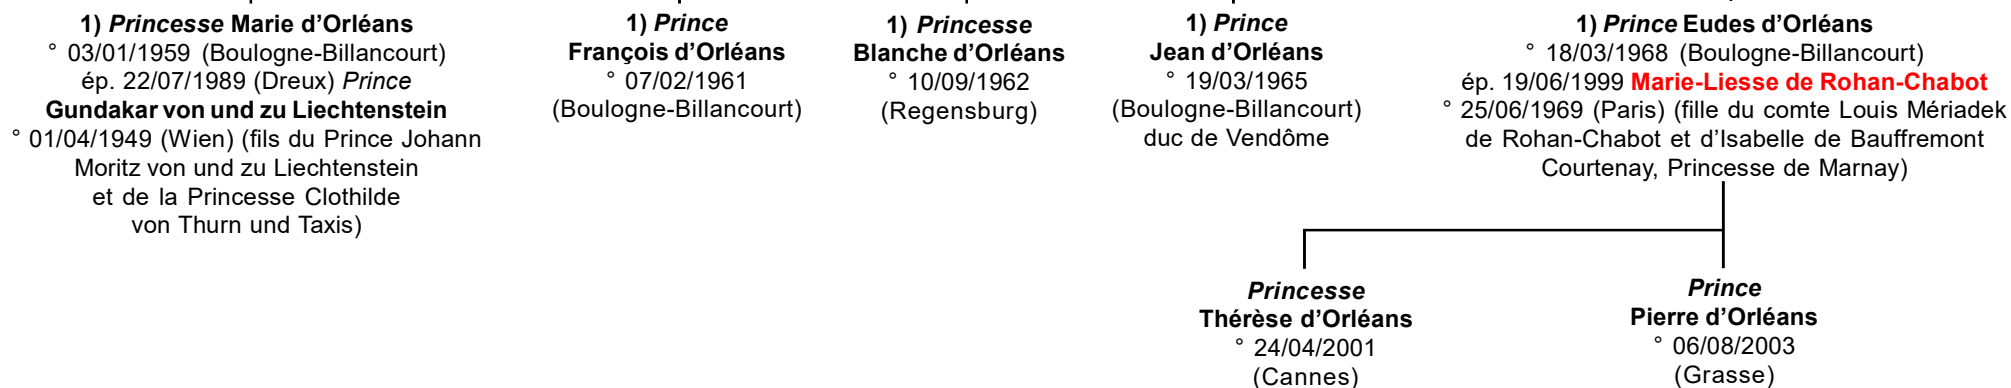 1) Princesse Marie d’Orléans
° 03/01/1959 (Boulogne-Billancourt)
ép. 22/07/1989 (Dreux) Prince
Gundakar von und zu Liechtenstein
° 01/04/1949 (Wien) (fils du Prince Johann
Moritz von und zu Liechtenstein
et de la Princesse Clothilde
von Thurn und Taxis)
1) Prince
François d’Orléans
° 07/02/1961
(Boulogne-Billancourt)
1) Princesse
Blanche d’Orléans
° 10/09/1962
(Regensburg)
1) Prince
Jean d’Orléans
° 19/03/1965
(Boulogne-Billancourt)
duc de Vendôme
1) Prince Eudes d’Orléans
° 18/03/1968 (Boulogne-Billancourt)
ép. 19/06/1999 Marie-Liesse de Rohan-Chabot
° 25/06/1969 (Paris) (fille du comte Louis Mériadek
de Rohan-Chabot et d’Isabelle de Bauffremont
Courtenay, Princesse de Marnay)
Princesse
Thérèse d’Orléans
° 24/04/2001
(Cannes)
Prince
Pierre d’Orléans
° 06/08/2003
(Grasse)